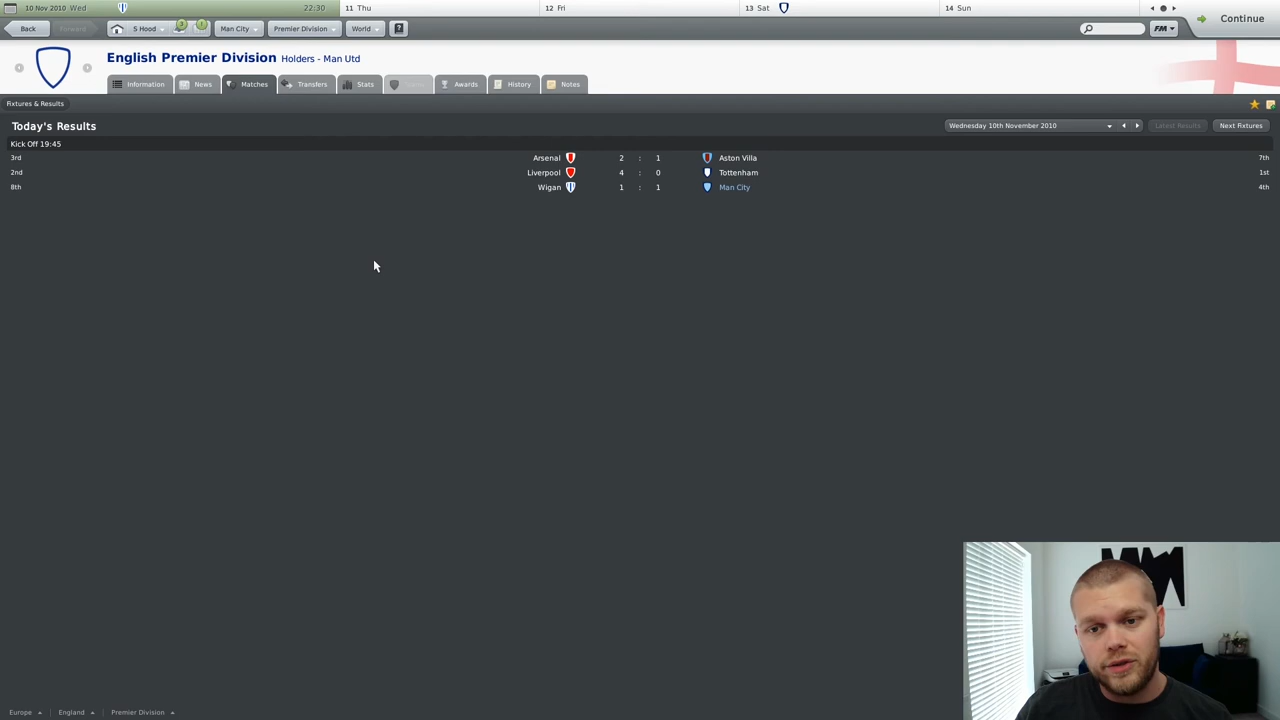 10 Nov 2010 Wed 22:30 11 Thu 12 Fri 13 Sat 14 Sun
Back Forward 3 S Hood 1 Man City Premier Division World ? FM Continue
English Premier Division Holders - Man Utd
Information News Matches Transfers Stats Awards History Notes
Fixtures & Results
Today's Results Wednesday 10th November 2010 Latest Results Next Fixtures
Kick Off 19:45
3rd Arsenal 2 : 1 Aston Villa 7th
2nd Liverpool 4 : 0 Tottenham 1st
8th Wigan 1 : 1 Man City 4th
Europe England Premier Division